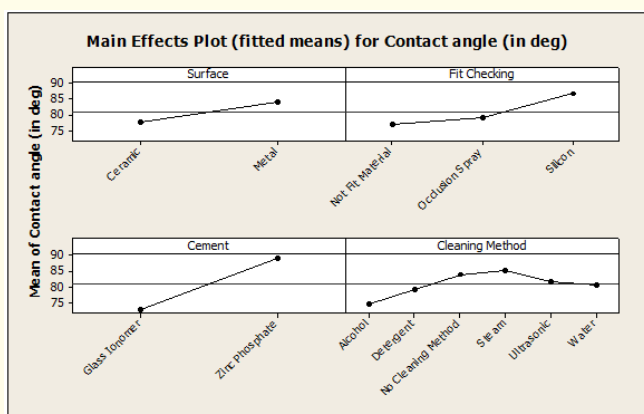 Main Effects Plot (fitted means) for Contact angle (in deg)
Mean of Contact angle (in deg)
Surface
Fit Checking
90
85
80
75
Ceramic
Metal
Not Fit Material
Occlusion Spray
Silicon
Cement
Cleaning Method
90
85
80
75
Glass Ionomer
Zinc Phosphate
Alcohol
Detergent
No Cleaning Method
Steam
Ultrasonic
Water